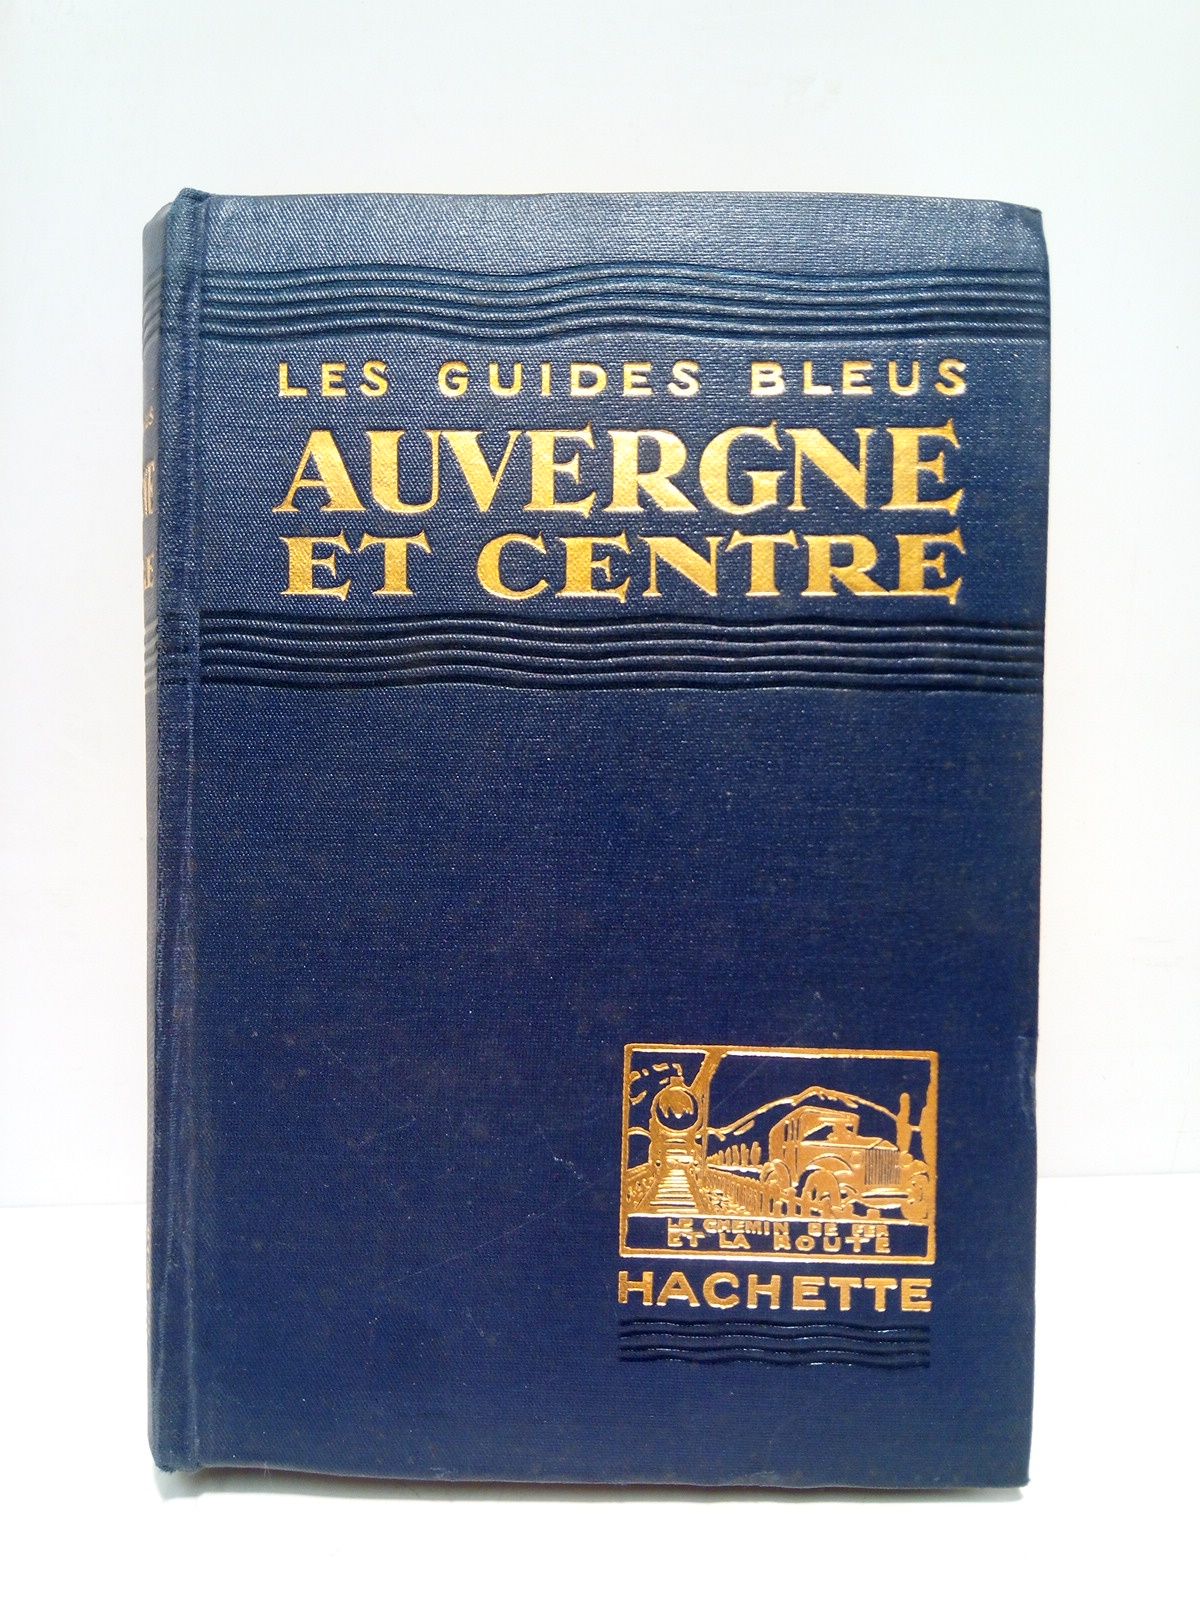 LES GUIDES BLEUS
AUVERGNE
ET CENTRE
LE CHEMIN DE FER
ET LA ROUTE
HACHETTE